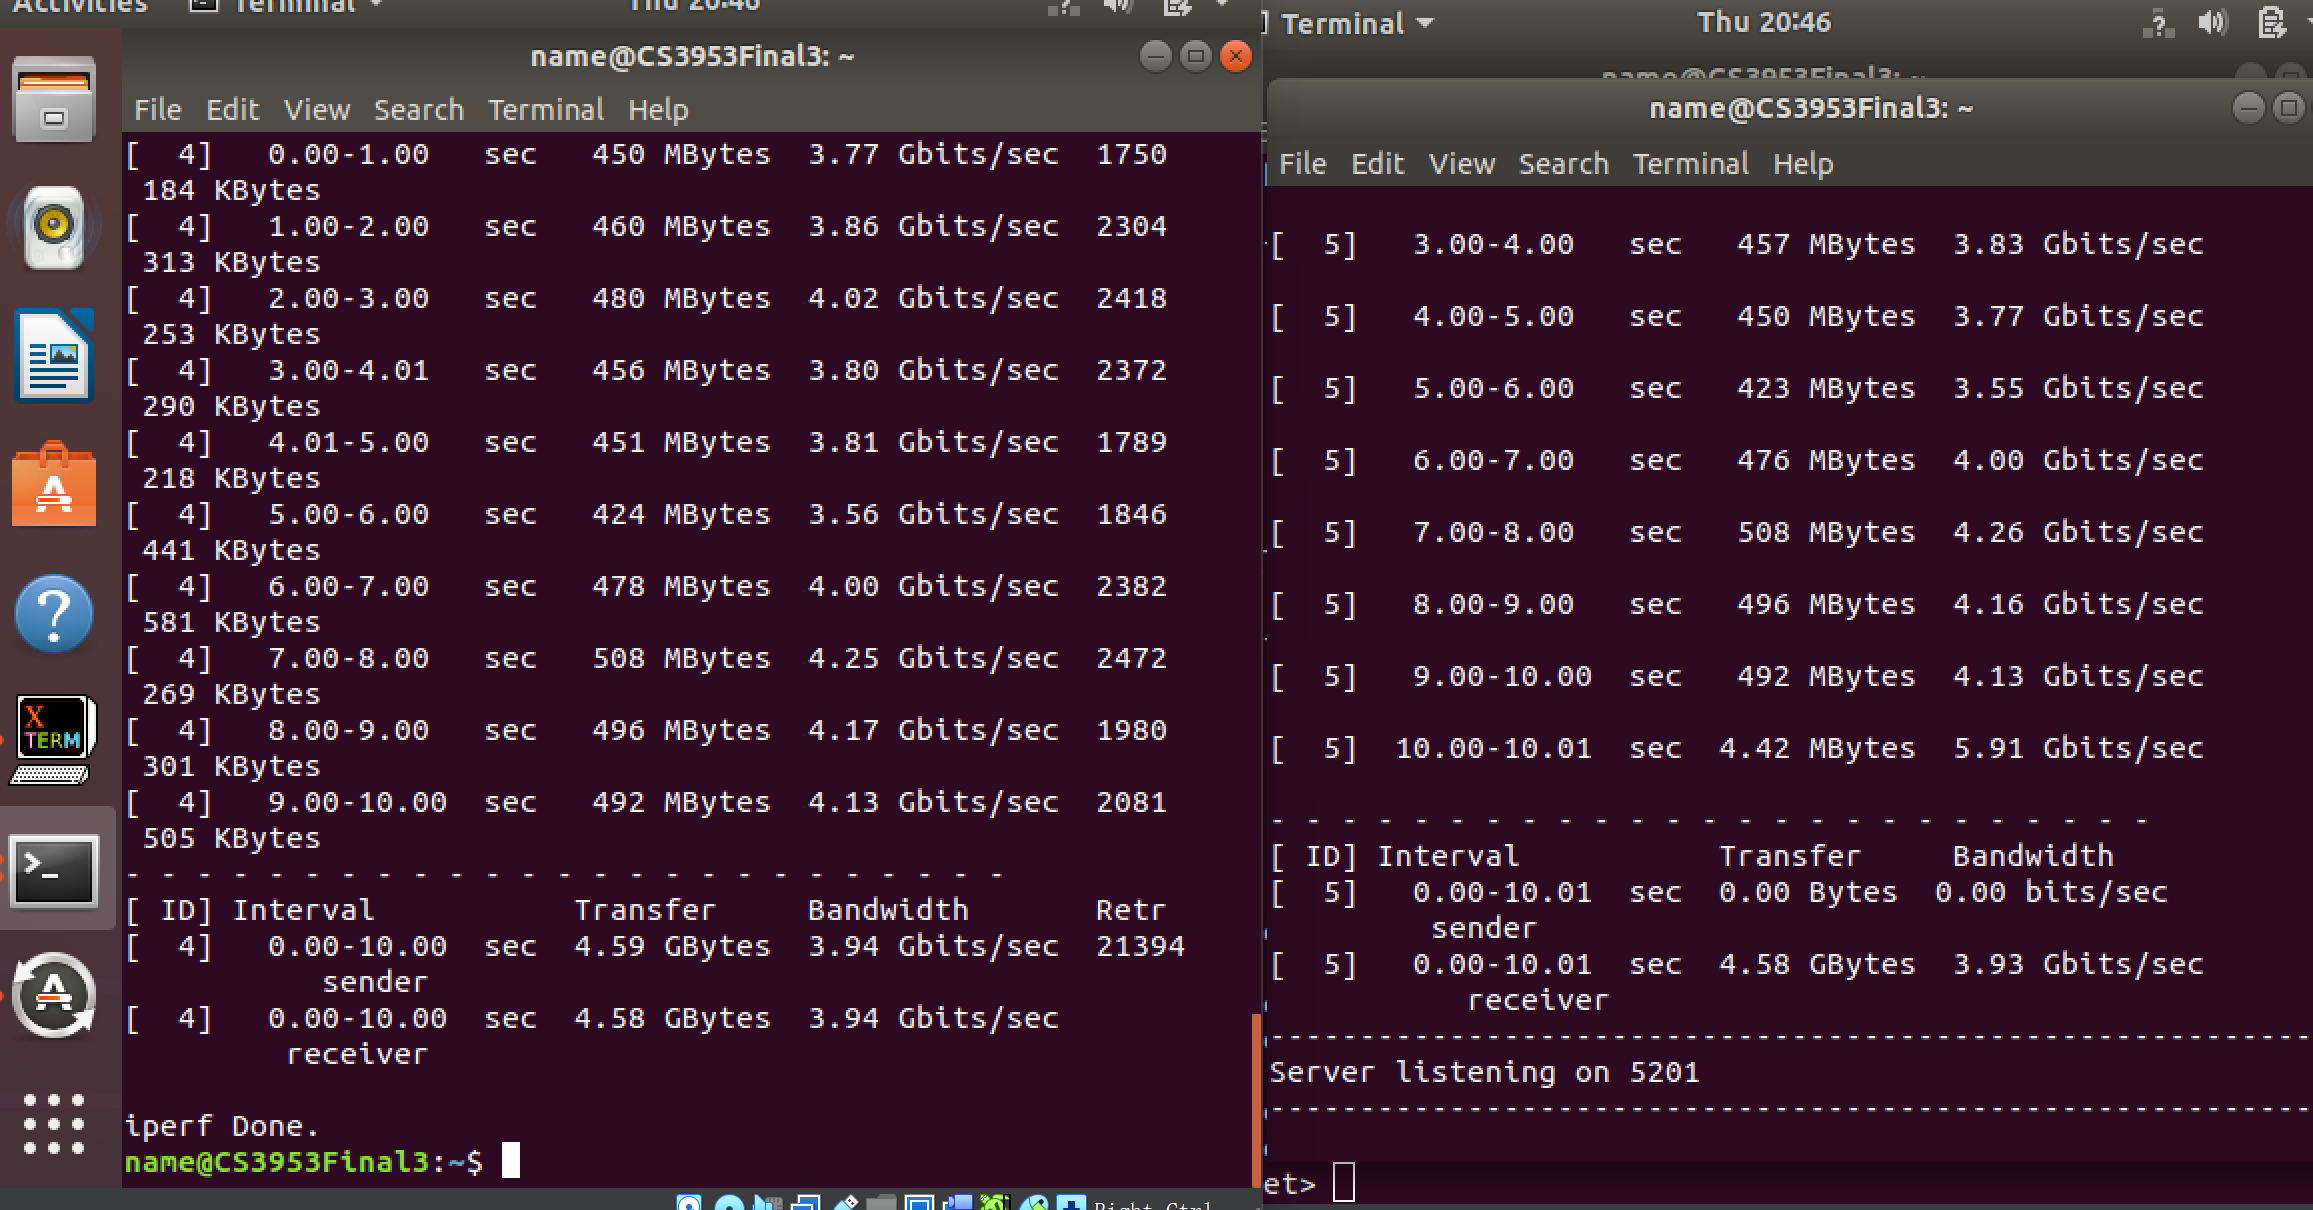 Activities Terminal Thu 20:46
name@CS3953Final3: ~
File Edit View Search Terminal Help
[  4]   0.00-1.00   sec   450 MBytes  3.77 Gbits/sec  1750
 184 KBytes
[  4]   1.00-2.00   sec   460 MBytes  3.86 Gbits/sec  2304
 313 KBytes
[  4]   2.00-3.00   sec   480 MBytes  4.02 Gbits/sec  2418
 253 KBytes
[  4]   3.00-4.01   sec   456 MBytes  3.80 Gbits/sec  2372
 290 KBytes
[  4]   4.01-5.00   sec   451 MBytes  3.81 Gbits/sec  1789
 218 KBytes
[  4]   5.00-6.00   sec   424 MBytes  3.56 Gbits/sec  1846
 441 KBytes
[  4]   6.00-7.00   sec   478 MBytes  4.00 Gbits/sec  2382
 581 KBytes
[  4]   7.00-8.00   sec   508 MBytes  4.25 Gbits/sec  2472
 269 KBytes
[  4]   8.00-9.00   sec   496 MBytes  4.17 Gbits/sec  1980
 301 KBytes
[  4]   9.00-10.00  sec   492 MBytes  4.13 Gbits/sec  2081
 505 KBytes
- - - - - - - - - - - - - - - - - - - - - - - - -
[ ID] Interval           Transfer     Bandwidth       Retr
[  4]   0.00-10.00  sec  4.59 GBytes  3.94 Gbits/sec  21394
sender
[  4]   0.00-10.00  sec  4.58 GBytes  3.94 Gbits/sec
receiver
iperf Done.
name@CS3953Final3:~$
Right Ctrl
X
TERM
Terminal Thu 20:46
name@CS3953Final3: ~
name@CS3953Final3: ~
File Edit View Search Terminal Help
[  5]   3.00-4.00   sec   457 MBytes  3.83 Gbits/sec
[  5]   4.00-5.00   sec   450 MBytes  3.77 Gbits/sec
[  5]   5.00-6.00   sec   423 MBytes  3.55 Gbits/sec
[  5]   6.00-7.00   sec   476 MBytes  4.00 Gbits/sec
[  5]   7.00-8.00   sec   508 MBytes  4.26 Gbits/sec
[  5]   8.00-9.00   sec   496 MBytes  4.16 Gbits/sec
[  5]   9.00-10.00  sec   492 MBytes  4.13 Gbits/sec
[  5]  10.00-10.01  sec  4.42 MBytes  5.91 Gbits/sec
- - - - - - - - - - - - - - - - - - - - - - - - -
[ ID] Interval           Transfer     Bandwidth
[  5]   0.00-10.01  sec  0.00 Bytes  0.00 bits/sec
sender
[  5]   0.00-10.01  sec  4.58 GBytes  3.93 Gbits/sec
receiver
-----------------------------------------------------------
Server listening on 5201
-----------------------------------------------------------
et>